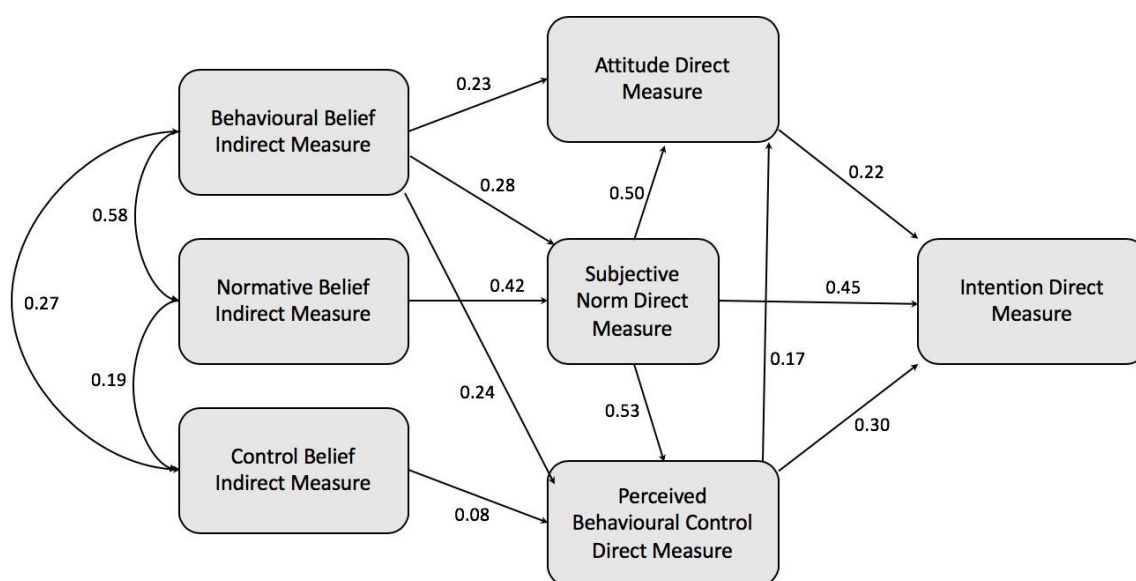 Attitude Direct
Measure
Behavioural Belief
Indirect Measure
0.23
0.28
0.50
0.22
0.58
Normative Belief
Indirect Measure
0.42
Subjective
Norm Direct
Measure
0.45
Intention Direct
Measure
0.27
0.19
0.24
0.53
0.17
0.30
Control Belief
Indirect Measure
0.08
Perceived
Behavioural Control
Direct Measure